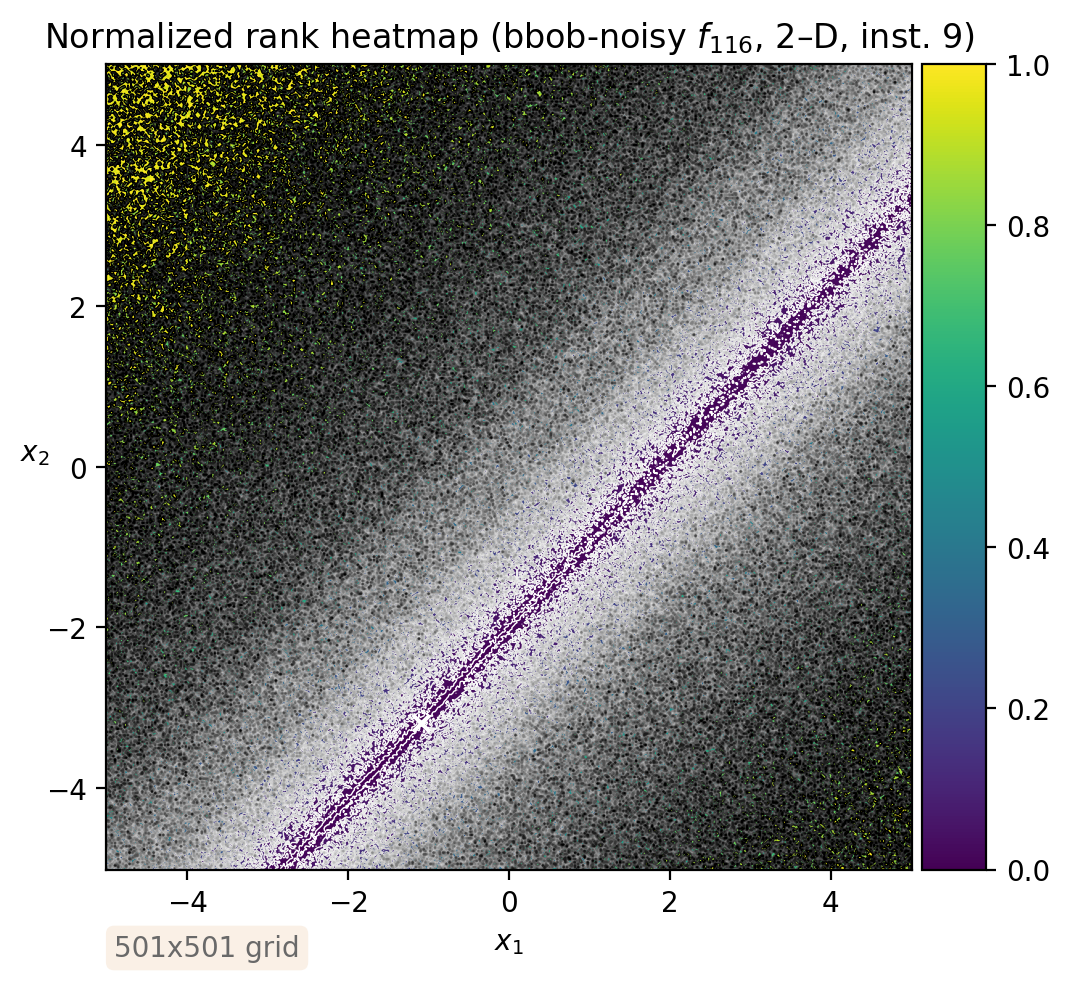 Normalized rank heatmap (bbob-noisy f₁₁₆, 2–D, inst. 9)
1.0
0.8
0.6
0.4
0.2
0.0
4
2
0
−2
−4
x₂
−4 −2 0 2 4
x₁
501x501 grid